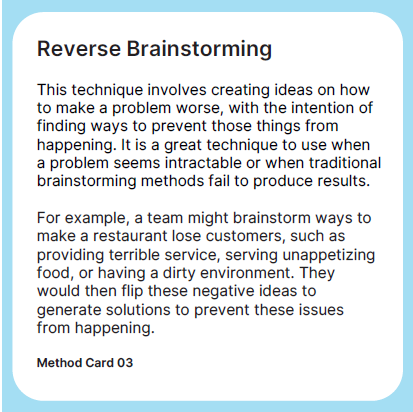 Reverse Brainstorming
This technique involves creating ideas on how
to make a problem worse, with the intention of
finding ways to prevent those things from
happening. It is a great technique to use when
a problem seems intractable or when traditional
brainstorming methods fail to produce results.
For example, a team might brainstorm ways to
make a restaurant lose customers, such as
providing terrible service, serving unappetizing
food, or having a dirty environment. They
would then flip these negative ideas to
generate solutions to prevent these issues
from happening.
Method Card 03